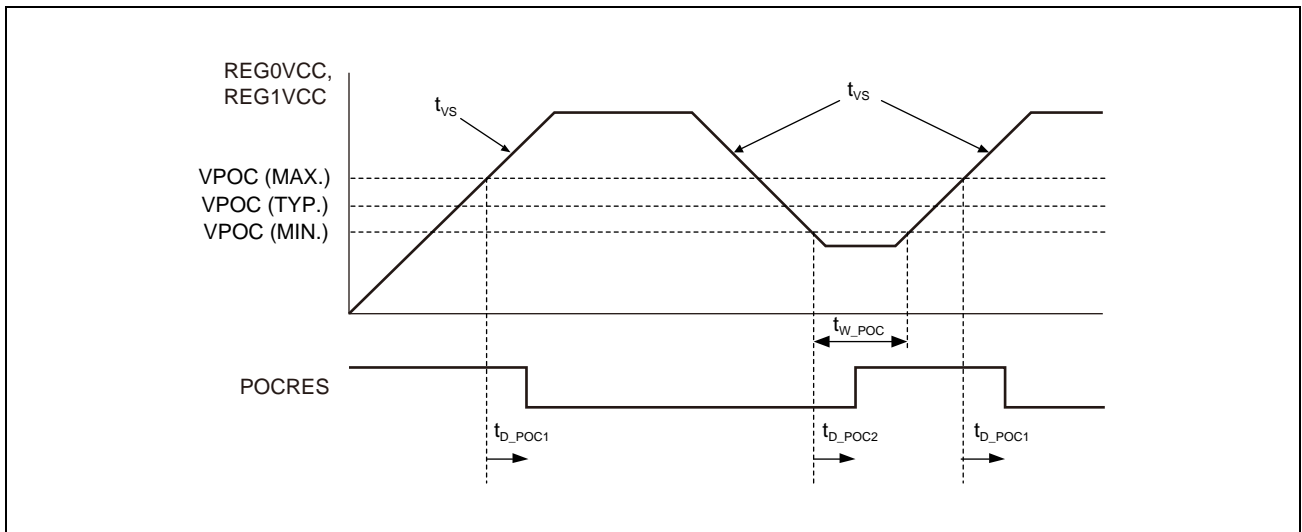 REG0VCC,
REG1VCC
tVS
tVS
VPOC (MAX.)
VPOC (TYP.)
VPOC (MIN.)
tW_POC
POCRES
tD_POC1
tD_POC2
tD_POC1